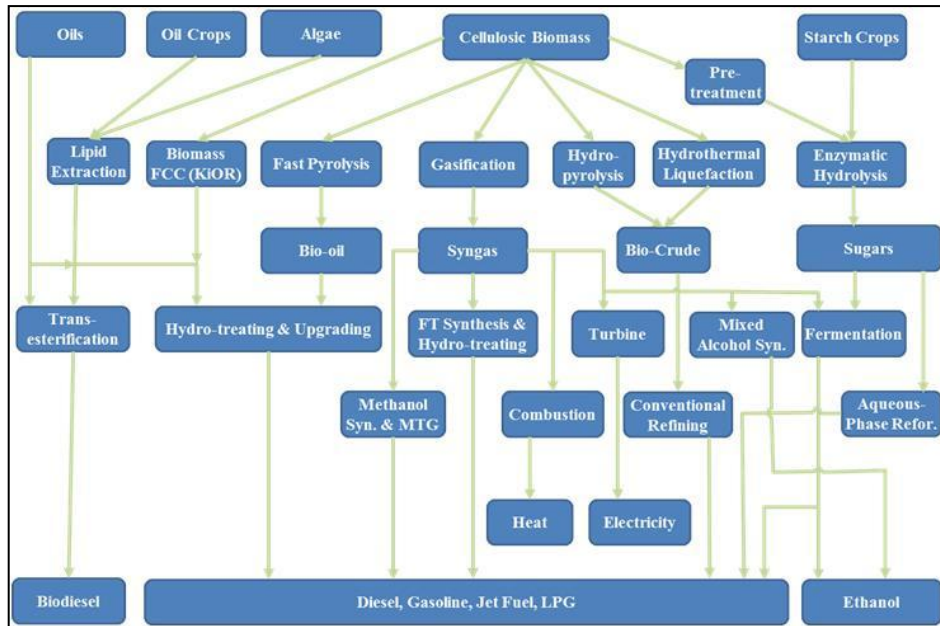 Oils
Oil Crops
Algae
Cellulosic Biomass
Starch Crops
Pre-
treatment
Lipid
Extraction
Biomass
FCC (KiOR)
Fast Pyrolysis
Gasification
Hydro-
pyrolysis
Hydrothermal
Liquefaction
Enzymatic
Hydrolysis
Bio-oil
Syngas
Bio-Crude
Sugars
Trans-
esterification
Hydro-treating & Upgrading
FT Synthesis &
Hydro-treating
Turbine
Mixed
Alcohol Syn.
Fermentation
Methanol
Syn. & MTG
Combustion
Conventional
Refining
Aqueous-
Phase Refor.
Heat
Electricity
Biodiesel
Diesel, Gasoline, Jet Fuel, LPG
Ethanol